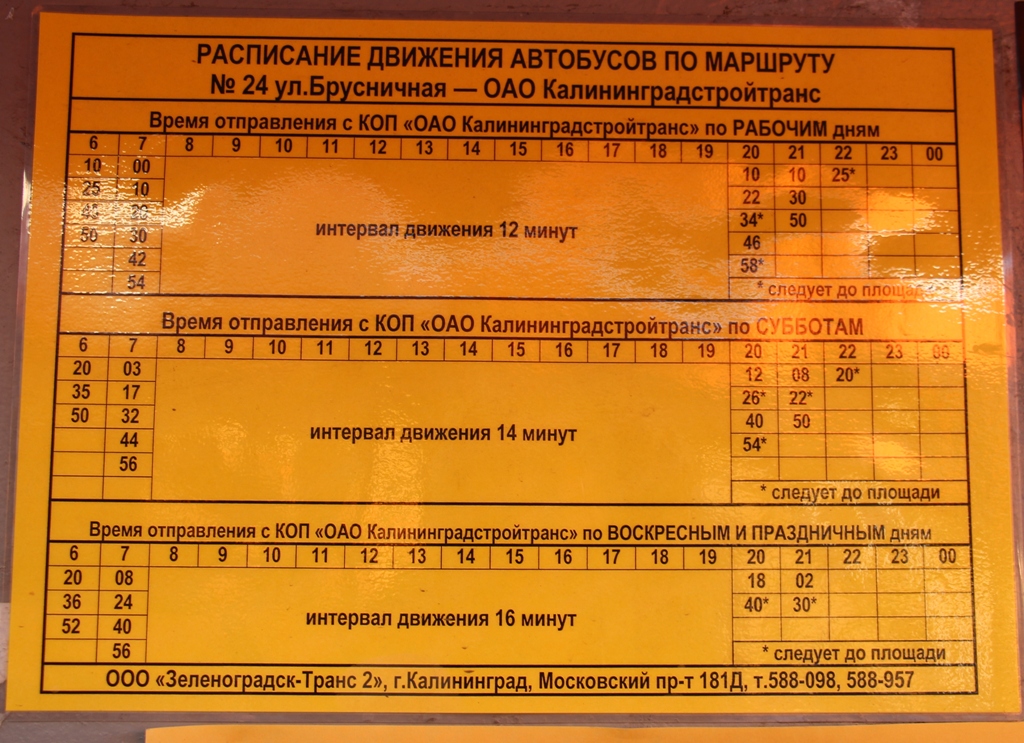 РАСПИСАНИЕ ДВИЖЕНИЯ АВТОБУСОВ ПО МАРШРУТУ
№ 24 ул.Брусничная — ОАО Калининградстройтранс
Время отправления с КОП «ОАО Калининградстройтранс» по РАБОЧИМ дням
6 7 8 9 10 11 12 13 14 15 16 17 18 19 20 21 22 23 00
10 00 10 10 25*
25 10 22 30
34* 50
50 30 интервал движения 12 минут 46
42 58*
54 * следует до площади
Время отправления с КОП «ОАО Калининградстройтранс» по СУББОТАМ
6 7 8 9 10 11 12 13 14 15 16 17 18 19 20 21 22 23 00
20 03 12 08 20*
35 17 26* 22*
50 32 40 50
44 интервал движения 14 минут 54*
56
* следует до площади
Время отправления с КОП «ОАО Калининградстройтранс» по ВОСКРЕСНЫМ И ПРАЗДНИЧНЫМ дням
6 7 8 9 10 11 12 13 14 15 16 17 18 19 20 21 22 23 00
20 08 18 02
36 24 40* 30*
52 40 интервал движения 16 минут
56 * следует до площади
ООО «Зеленоградск-Транс 2», г.Калининград, Московский пр-т 181Д, т.588-098, 588-957